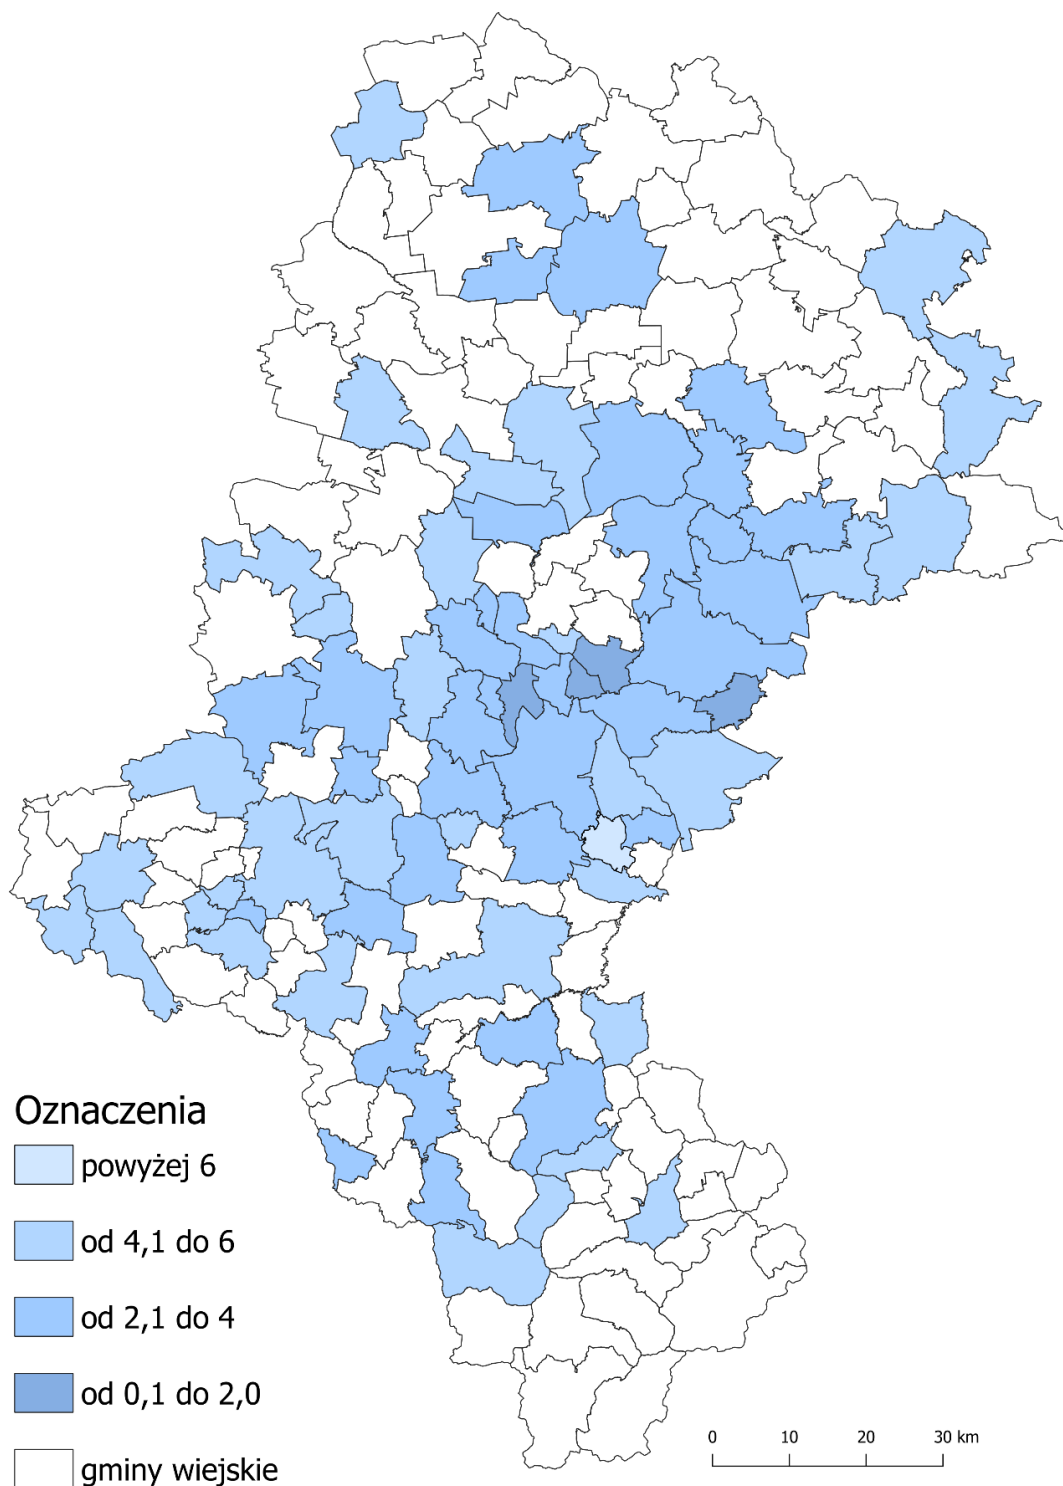 Oznaczenia
powyżej 6
od 4,1 do 6
od 2,1 do 4
od 0,1 do 2,0
gminy wiejskie
0 10 20 30 km